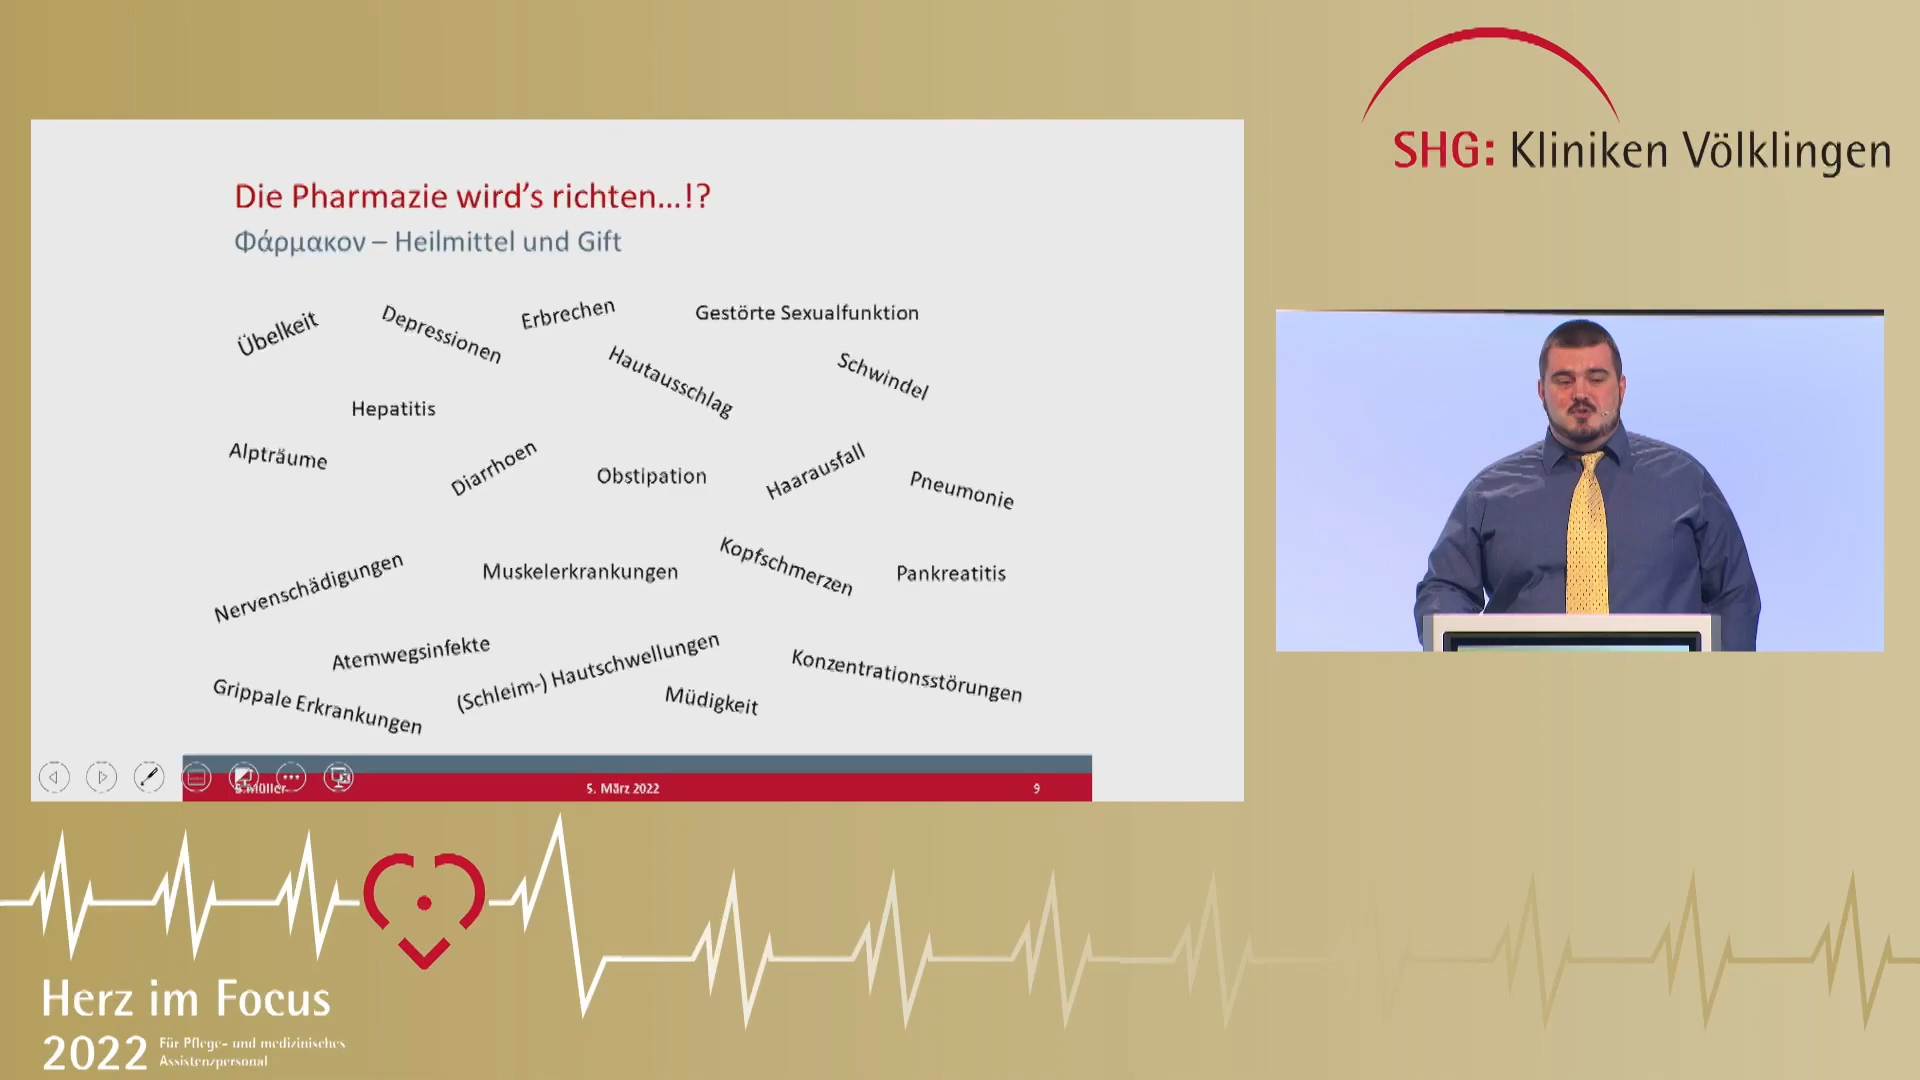 SHG: Kliniken Völklingen
Die Pharmazie wird's richten...!?
Φάρμακον – Heilmittel und Gift
Übelkeit
Depressionen
Erbrechen
Gestörte Sexualfunktion
Hautausschlag
Schwindel
Hepatitis
Alpträume
Diarrhoen
Obstipation
Haarausfall
Pneumonie
Nervenschädigungen
Muskelerkrankungen
Kopfschmerzen
Pankreatitis
Atemwegsinfekte
(Schleim-) Hautschwellungen
Konzentrationsstörungen
Grippale Erkrankungen
Müdigkeit
Müller
5. März 2022
9
Herz im Focus
2022 Für Pflege- und medizinisches
Assistenzpersonal